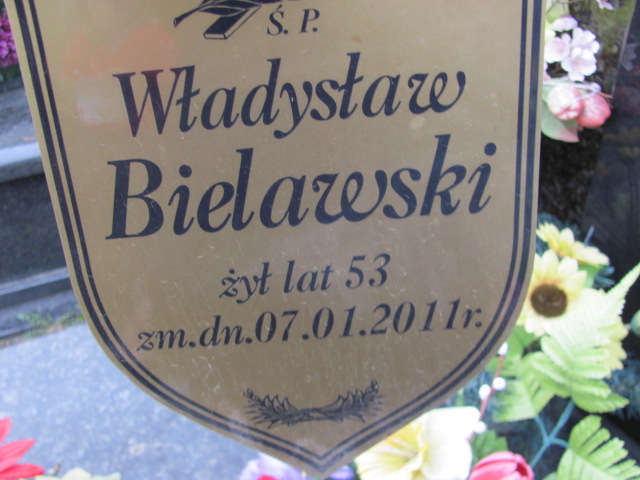 Ś. P.
Władysław
Bielawski
żył lat 53
zm.dn.07.01.2011r.